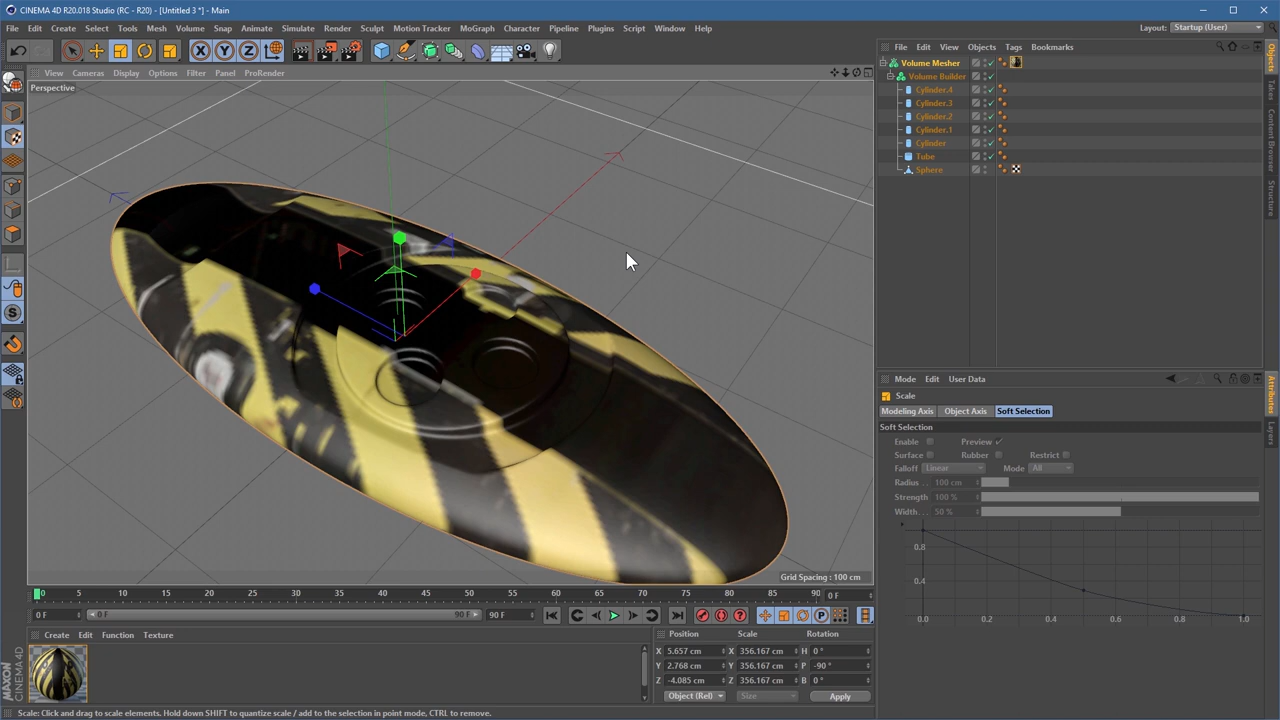 CINEMA 4D R20.018 Studio (RC - R20) - [Untitled 3 *] - Main
File Edit Create Select Tools Mesh Volume Snap Animate Simulate Render Sculpt Motion Tracker MoGraph Character Pipeline Plugins Script Window Help
Layout: Startup (User)
X Y Z
File Edit View Objects Tags Bookmarks
View Cameras Display Options Filter Panel ProRender
Perspective
Volume Mesher
Volume Builder
Cylinder.4
Cylinder.3
Cylinder.2
Cylinder.1
Cylinder
Tube
Sphere
Objects
Takes
Content Browser
Structure
Mode Edit User Data
Scale
Modeling Axis Object Axis Soft Selection
Soft Selection
Enable Preview
Surface Rubber Restrict
Falloff Linear Mode All
Radius . . 100 cm
Strength 100 %
Width. . . 50 %
0.8
0.4
0.0 0.2 0.4 0.6 0.8 1.0
Attributes
Layers
Grid Spacing : 100 cm
0 5 10 15 20 25 30 35 40 45 50 55 60 65 70 75 80 85 90 0 F
0 F 0 F 90 F 90 F
Create Edit Function Texture
Position Scale Rotation
X 5.657 cm X 356.167 cm H 0 °
Y 2.768 cm Y 356.167 cm P -90 °
Z -4.085 cm Z 356.167 cm B 0 °
Object (Rel) Size Apply
MAXON
CINEMA 4D
Scale: Click and drag to scale elements. Hold down SHIFT to quantize scale / add to the selection in point mode, CTRL to remove.